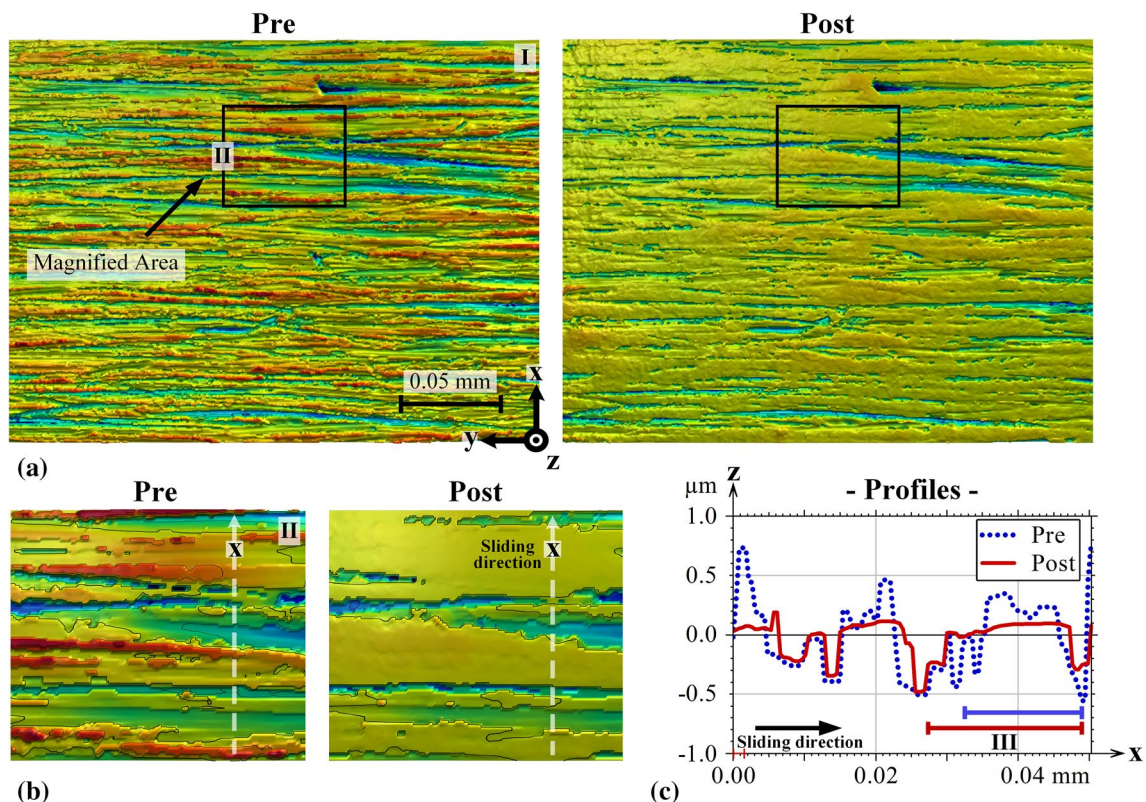 Pre
Post
I
II
Magnified Area
0.05 mm
x
y
z
(a)
Pre
Post
II
x
Sliding
direction
x
(b)
z
µm
- Profiles -
1.0
0.5
0.0
-0.5
-1.0
Pre
Post
III
Sliding direction
0.00
0.02
0.04 mm
x
(c)